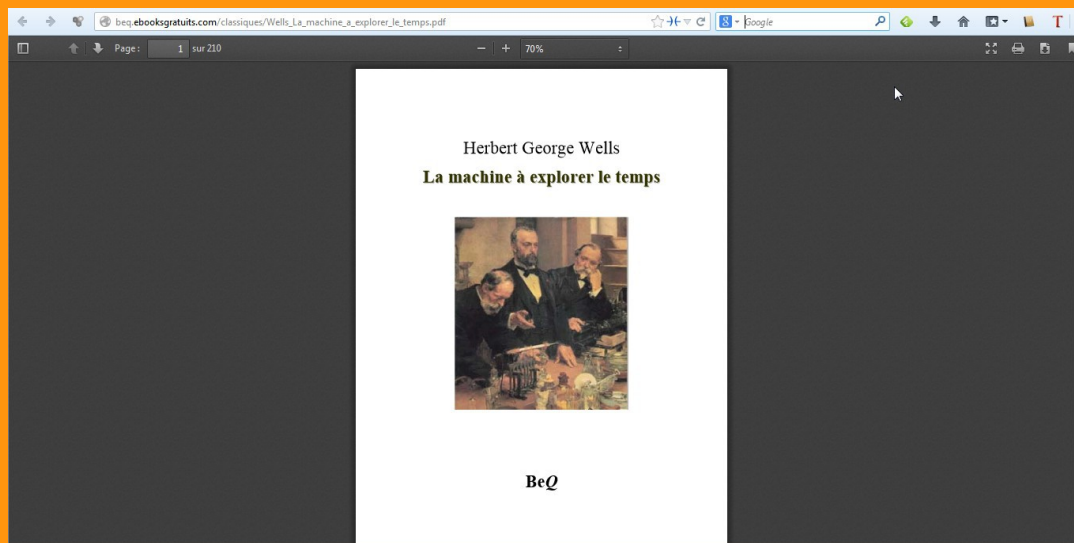 beq.ebooksgratuits.com/classiques/Wells_La_machine_a_explorer_le_temps.pdf
8 Google
T
Page: 1 sur 210
70%
Herbert George Wells
La machine à explorer le temps
BeQ